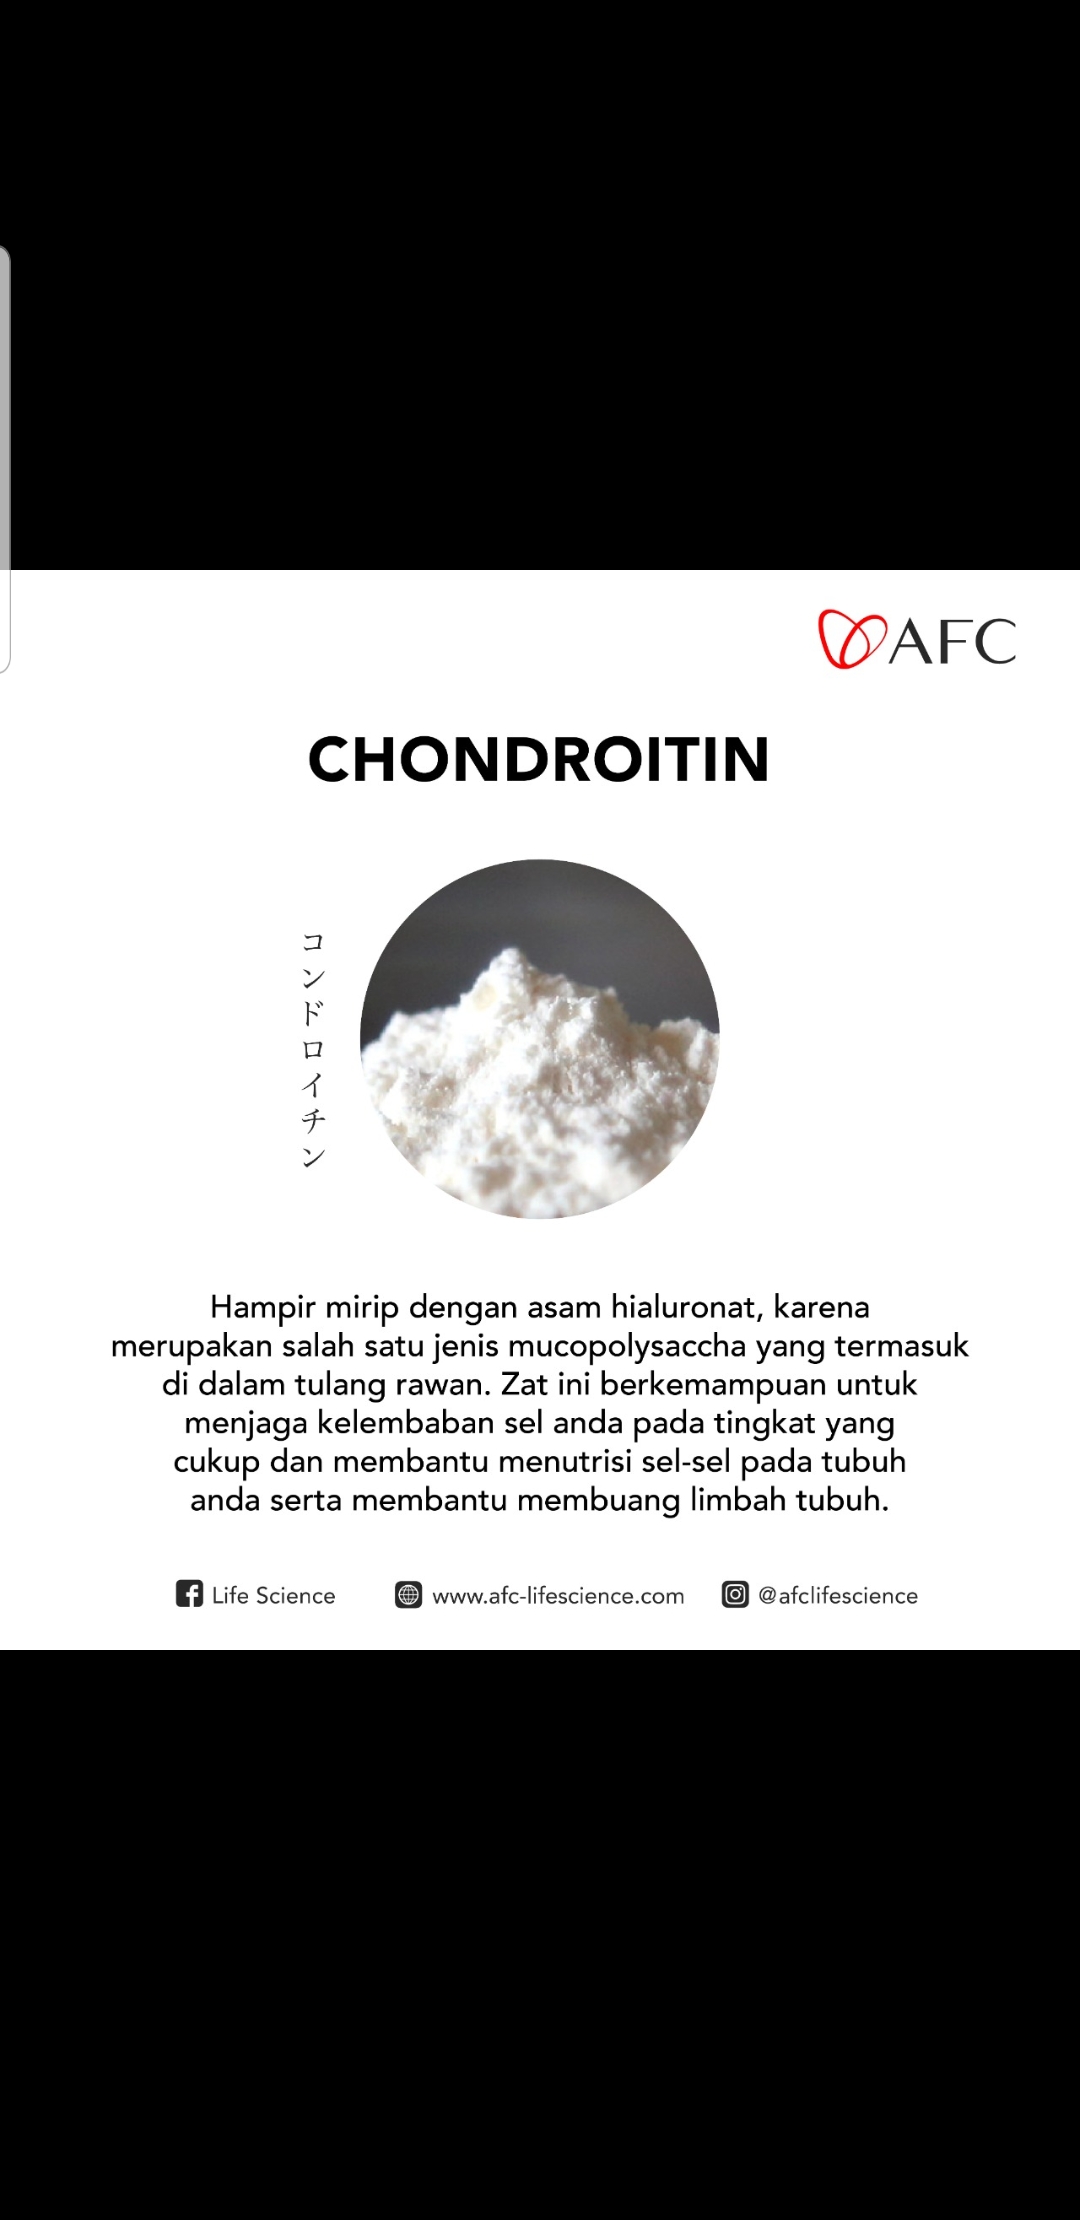 AFC
CHONDROITIN
コンドロイチン
Hampir mirip dengan asam hialuronat, karena
merupakan salah satu jenis mucopolysaccha yang termasuk
di dalam tulang rawan. Zat ini berkemampuan untuk
menjaga kelembaban sel anda pada tingkat yang
cukup dan membantu menutrisi sel-sel pada tubuh
anda serta membantu membuang limbah tubuh.
Life Science www.afc-lifescience.com @afclifescience